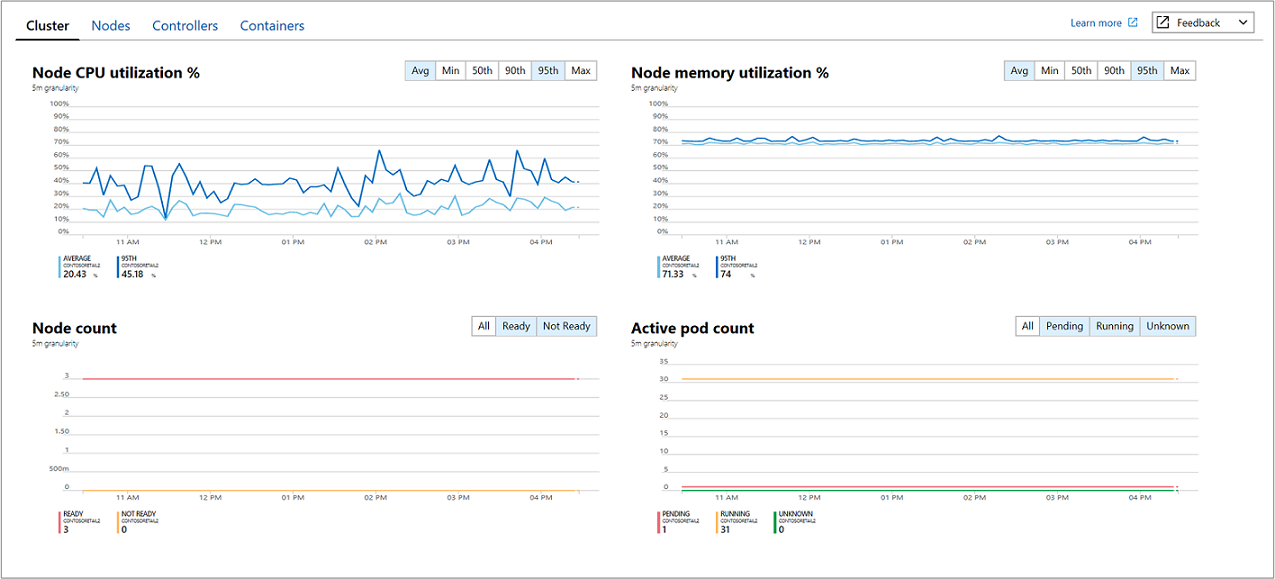 Cluster Nodes Controllers Containers Learn more Feedback
Node CPU utilization %
Avg Min 50th 90th 95th Max
5m granularity
100%
90%
80%
70%
60%
50%
40%
30%
20%
10%
0%
11 AM 12 PM 01 PM 02 PM 03 PM 04 PM
AVERAGE 95TH
CONTOSORETAIL2 CONTOSORETAIL2
20.43 % 45.18 %
Node memory utilization %
Avg Min 50th 90th 95th Max
5m granularity
100%
90%
80%
70%
60%
50%
40%
30%
20%
10%
0%
11 AM 12 PM 01 PM 02 PM 03 PM 04 PM
AVERAGE 95TH
CONTOSORETAIL2 CONTOSORETAIL2
71.33 % 74 %
Node count
All Ready Not Ready
5m granularity
3
2.50
2
1.50
1
500m
0
11 AM 12 PM 01 PM 02 PM 03 PM 04 PM
READY NOT READY
CONTOSORETAIL2 CONTOSORETAIL2
3 0
Active pod count
All Pending Running Unknown
5m granularity
35
30
25
20
15
10
5
0
11 AM 12 PM 01 PM 02 PM 03 PM 04 PM
PENDING RUNNING UNKNOWN
CONTOSORETAIL2 CONTOSORETAIL2 CONTOSORETAIL2
1 31 0